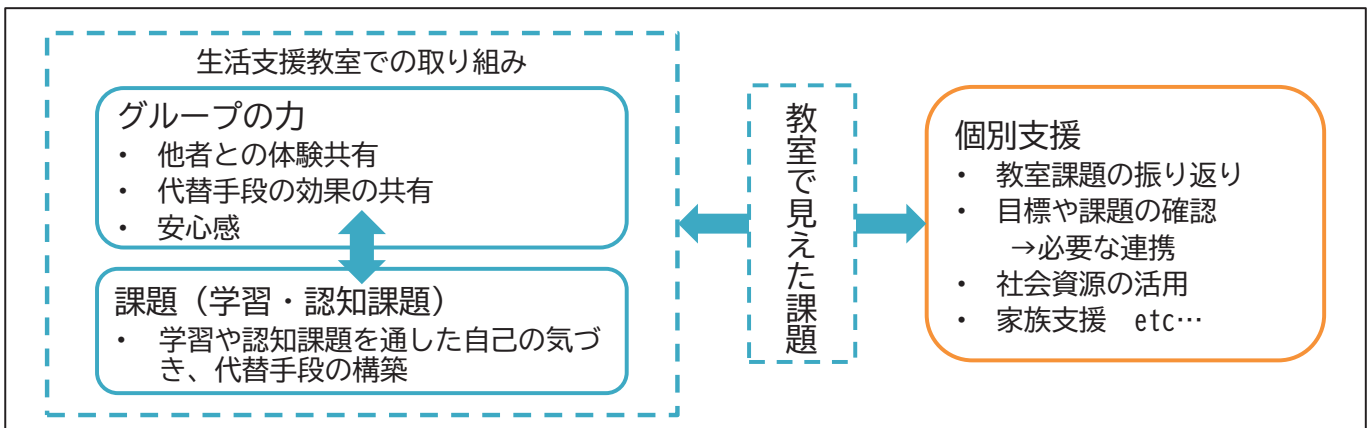 生活支援教室での取り組み
グループの力
・ 他者との体験共有
・ 代替手段の効果の共有
・ 安心感
課題（学習・認知課題）
・ 学習や認知課題を通した自己の気づ
き、代替手段の構築
教室で見えた課題
個別支援
・ 教室課題の振り返り
・ 目標や課題の確認
→必要な連携
・ 社会資源の活用
・ 家族支援　etc…